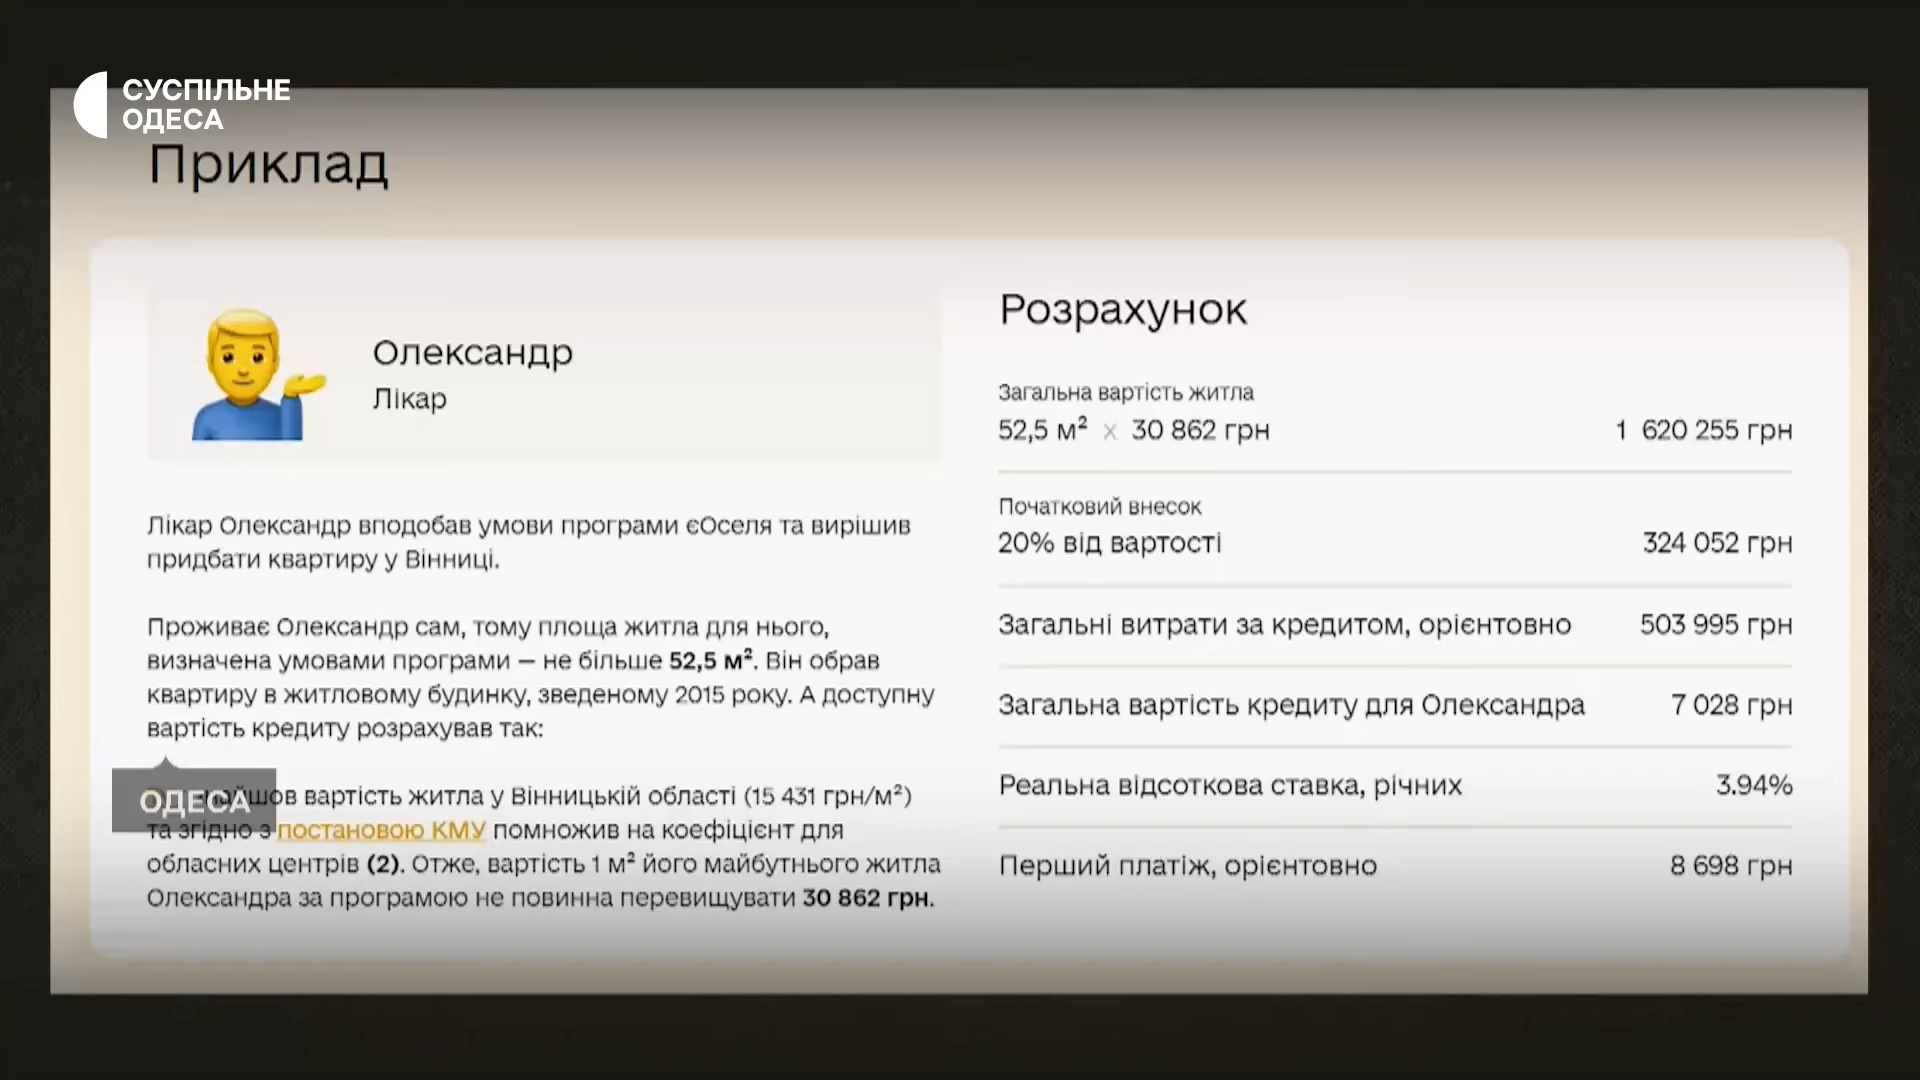 СУСПІЛЬНЕ
ОДЕСА
Приклад
Олександр
Лікар
Лікар Олександр вподобав умови програми єОселя та вирішив
придбати квартиру у Вінниці.
Проживає Олександр сам, тому площа житла для нього,
визначена умовами програми — не більше 52,5 м². Він обрав
квартиру в житловому будинку, зведеному 2015 року. А доступну
вартість кредиту розрахував так:
ОДЕСА
вартість житла у Вінницькій області (15 431 грн/м²)
та згідно з постановою КМУ помножив на коефіцієнт для
обласних центрів (2). Отже, вартість 1 м² його майбутнього житла
Олександра за програмою не повинна перевищувати 30 862 грн.
Розрахунок
Загальна вартість житла
52,5 м² x 30 862 грн 1 620 255 грн
Початковий внесок
20% від вартості 324 052 грн
Загальні витрати за кредитом, орієнтовно 503 995 грн
Загальна вартість кредиту для Олександра 7 028 грн
Реальна відсоткова ставка, річних 3.94%
Перший платіж, орієнтовно 8 698 грн